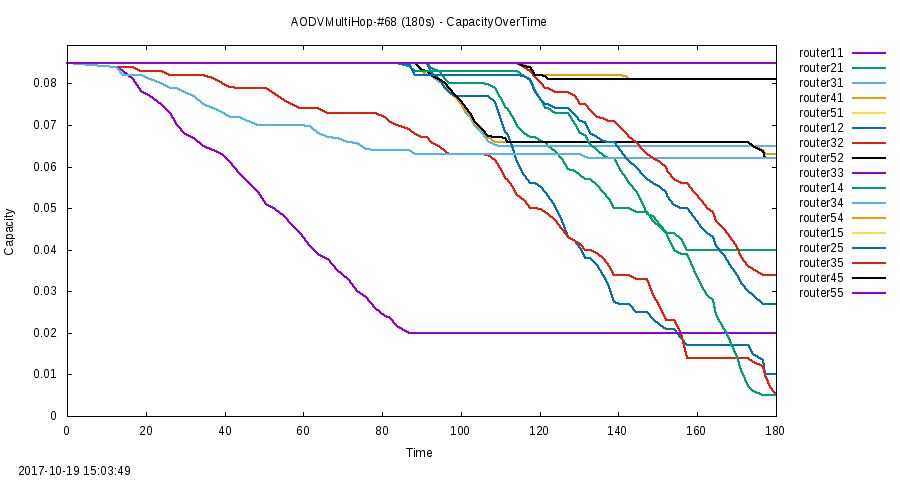 AODVMultiHop-#68 (180s) - CapacityOverTime
Capacity
0.08
0.07
0.06
0.05
0.04
0.03
0.02
0.01
0
0 20 40 60 80 100 120 140 160 180
Time
router11
router21
router31
router41
router51
router12
router32
router52
router33
router14
router34
router54
router15
router25
router35
router45
router55
2017-10-19 15:03:49